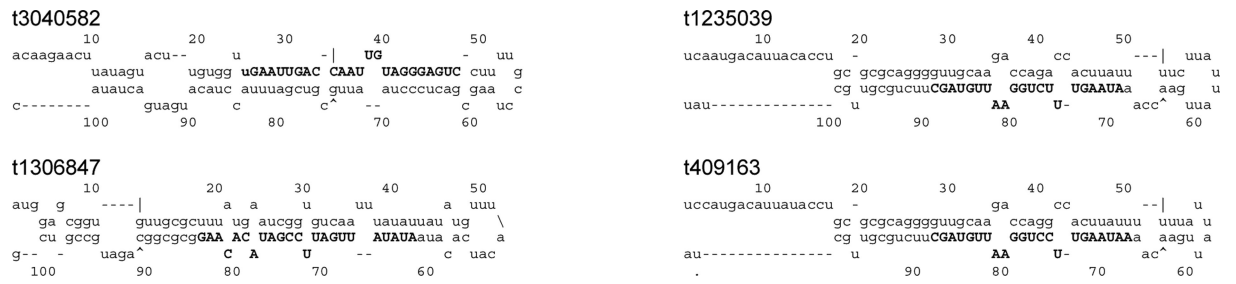 t3040582
10 20 30 40 50
acaagaacu acu-- u -| UG - uu
uauagu ugugg uGAAUUGAC CAAU UAGGGAGUC cuu g
auauca acauc auuuagcug guua aucccucag gaa c
c-------- guagu c c^ -- c uc
100 90 80 70 60
t1306847
10 20 30 40 50
aug g ----| a a u uu a uuu
ga cggu guugcgcuuu ug aucgg gucaa uauauuau ug \
cu gccg cggcgcgGAA AC UAGCC UAGUU AUAUAaua ac a
g-- - uaga^ C A U -- c uac
100 90 80 70 60
t1235039
10 20 30 40 50
ucaaugacauuacaccu - ga cc ---| uua
gc gcgcagggguugcaa ccaga acuuauu uuc u
cg ugcgucuuCGAUGUU GGUCU UGAAUAa aag u
uau------------- u AA U- acc^ uua
100 90 80 70 60
t409163
10 20 30 40 50
uccaugacauuauaccu - ga cc --| u
gc gcgcaggguugcaa ccagg acuuauuu uuua u
cg ugcgucuuCGAUGUU GGUCC UGAAUAAa aagu a
au--------------- u AA U- ac^ u
. 90 80 70 60